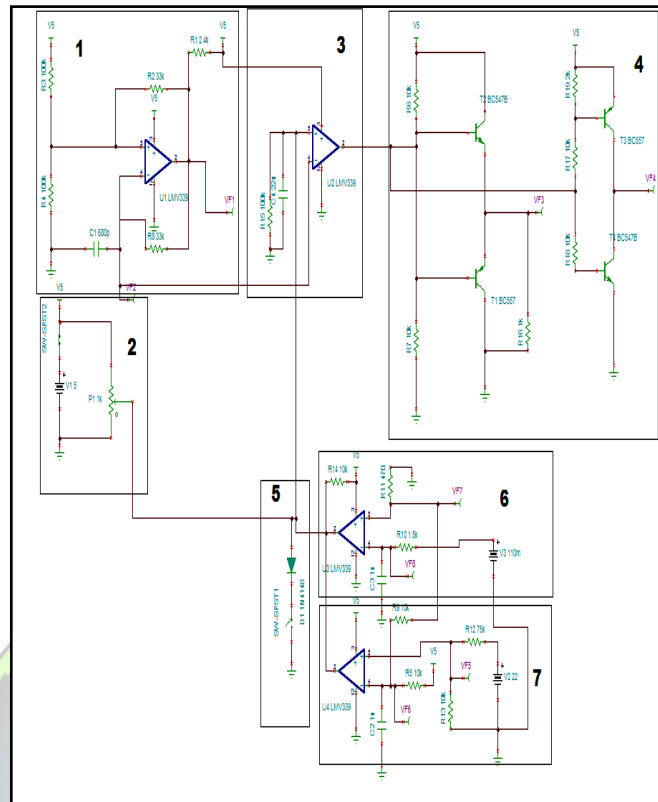 1
V5
R3 100k
R4 100k
R2 33k
V5
R1 2.4k
U1 LMV339
VF1
C1 680p
R8 33k
VF2
3
V5
R15 100k
C4 22n
U2 LMV339
4
V5
R6 10k
T2 BC547B
VF3
T1 BC557
R7 10k
R16 1k
V5
R19 2k
T3 BC557
R17 10k
VF4
R18 10k
T4 BC547B
2
V5
SW-SPST2
V1 5
P1 1k
5
SW-SPST1
D1 1N4148
6
R14 10k
V5
R11 47Ω
VF7
U3 LMV339
R10 1.5k
VF8
C3 1n
V3 110m
7
V5
R9 10k
V5
R12 75k
U4 LMV339
R5 10k
VF5
VF6
C2 1n
R13 10k
V2 22